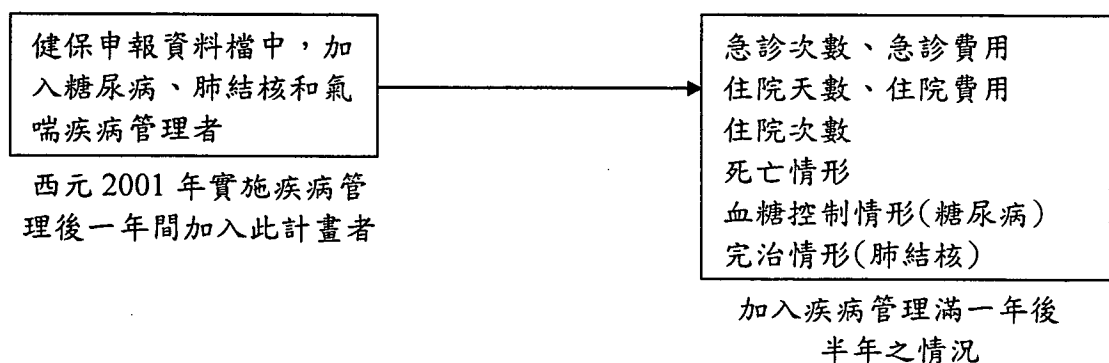 健保申報資料檔中，加
入糖尿病、肺結核和氣
喘疾病管理者
西元 2001 年實施疾病管
理後一年間加入此計畫者
急診次數、急診費用
住院天數、住院費用
住院次數
死亡情形
血糖控制情形(糖尿病)
完治情形(肺結核)
加入疾病管理滿一年後
半年之情況